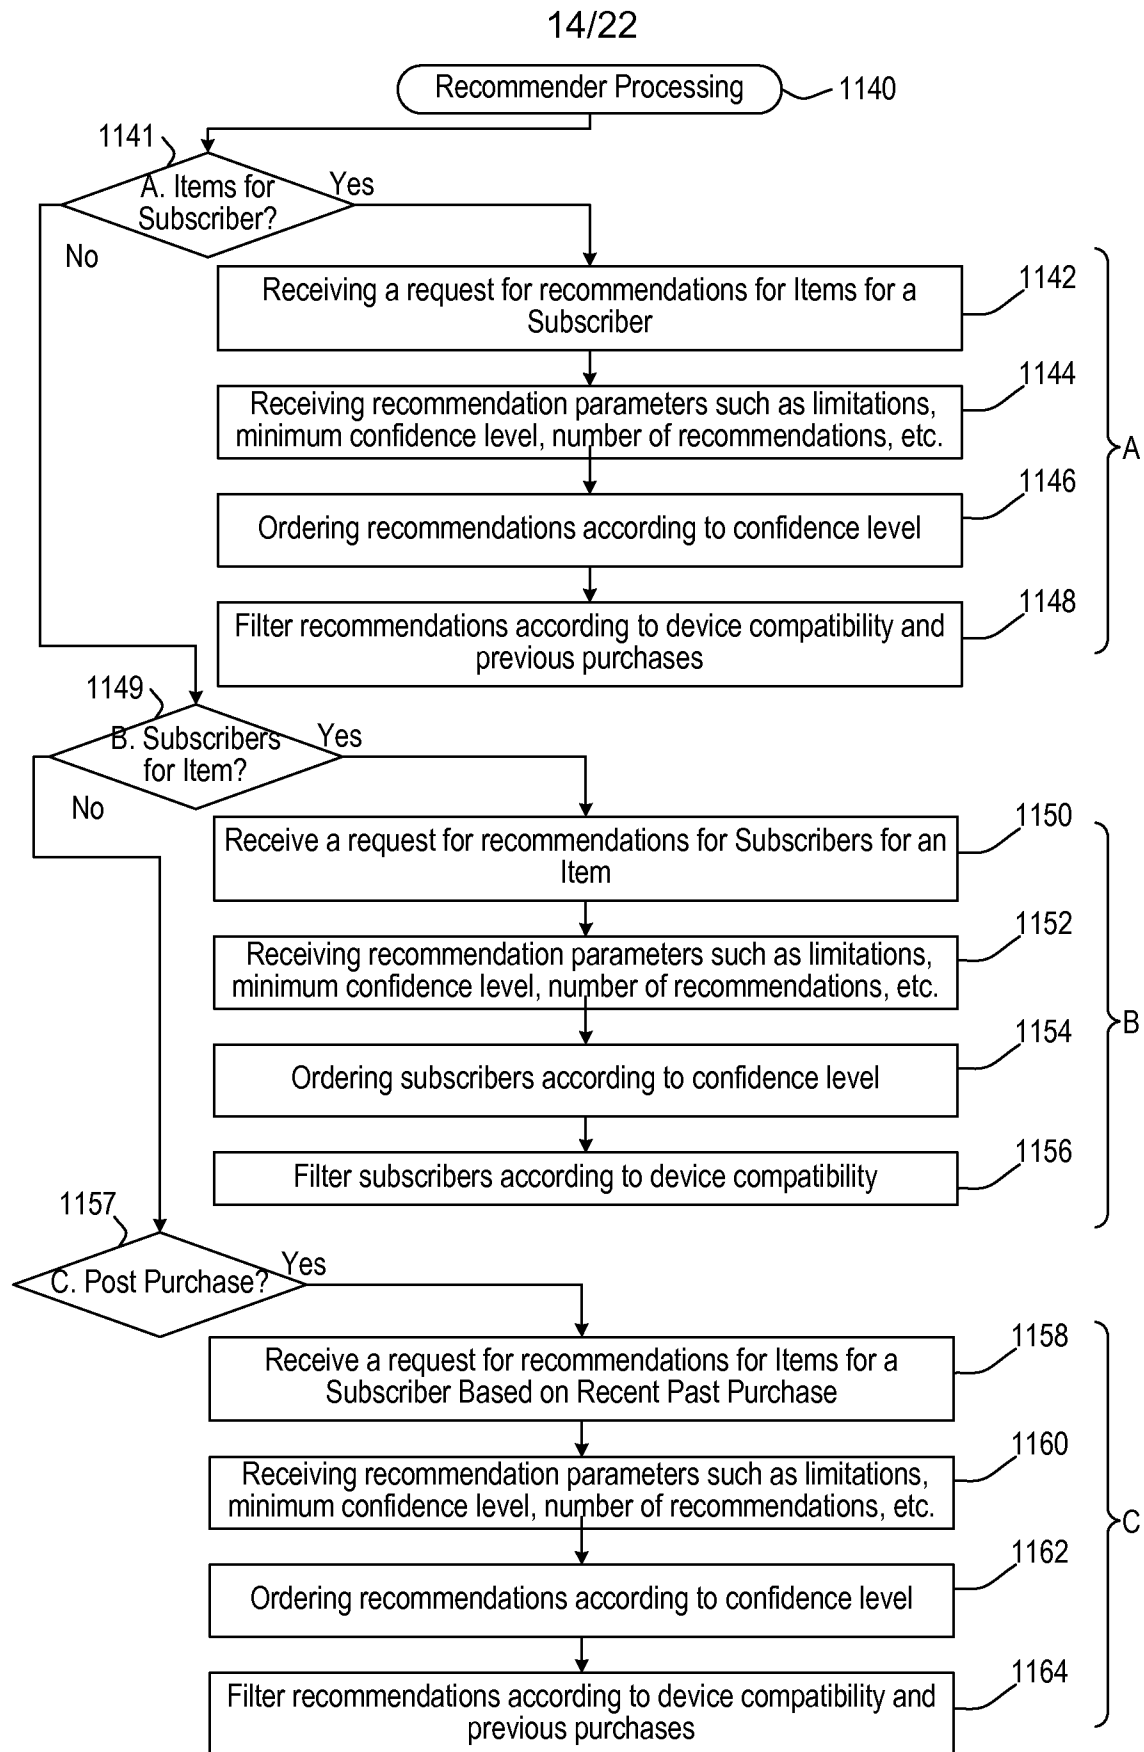 14/22
Recommender Processing
1140
1141
A. Items for
Subscriber?
Yes
No
Receiving a request for recommendations for Items for a
Subscriber
1142
Receiving recommendation parameters such as limitations,
minimum confidence level, number of recommendations, etc.
1144
Ordering recommendations according to confidence level
1146
Filter recommendations according to device compatibility and
previous purchases
1148
A
1149
B. Subscribers
for Item?
Yes
No
Receive a request for recommendations for Subscribers for an
Item
1150
Receiving recommendation parameters such as limitations,
minimum confidence level, number of recommendations, etc.
1152
Ordering subscribers according to confidence level
1154
Filter subscribers according to device compatibility
1156
B
1157
C. Post Purchase?
Yes
Receive a request for recommendations for Items for a
Subscriber Based on Recent Past Purchase
1158
Receiving recommendation parameters such as limitations,
minimum confidence level, number of recommendations, etc.
1160
Ordering recommendations according to confidence level
1162
Filter recommendations according to device compatibility and
previous purchases
1164
C